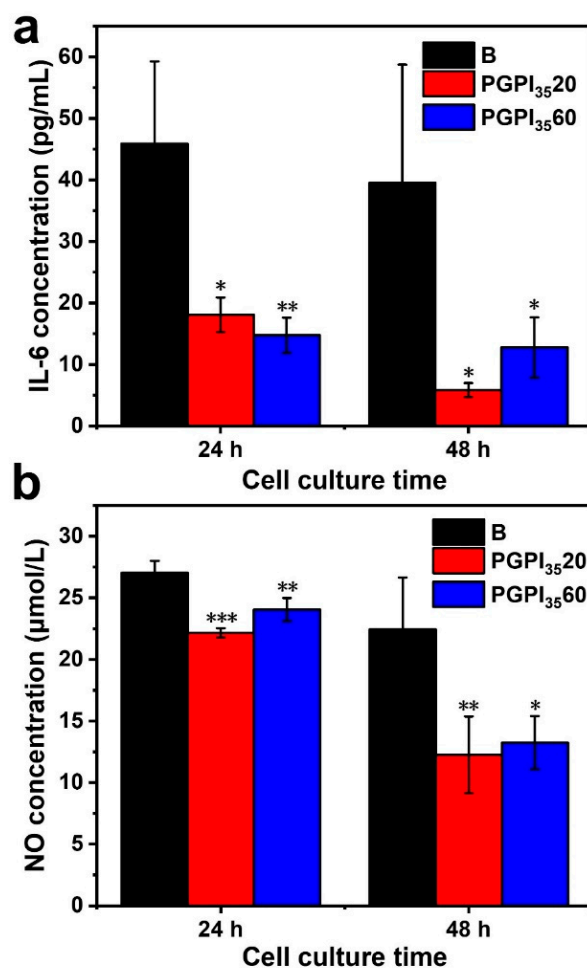 a
IL-6 concentration (pg/mL)
60
50
40
30
20
10
0
B
PGPI₃₅20
PGPI₃₅60
*
**
*
*
24 h
48 h
Cell culture time
b
NO concentration (μmol/L)
30
25
20
15
10
5
0
B
PGPI₃₅20
PGPI₃₅60
***
**
**
*
24 h
48 h
Cell culture time